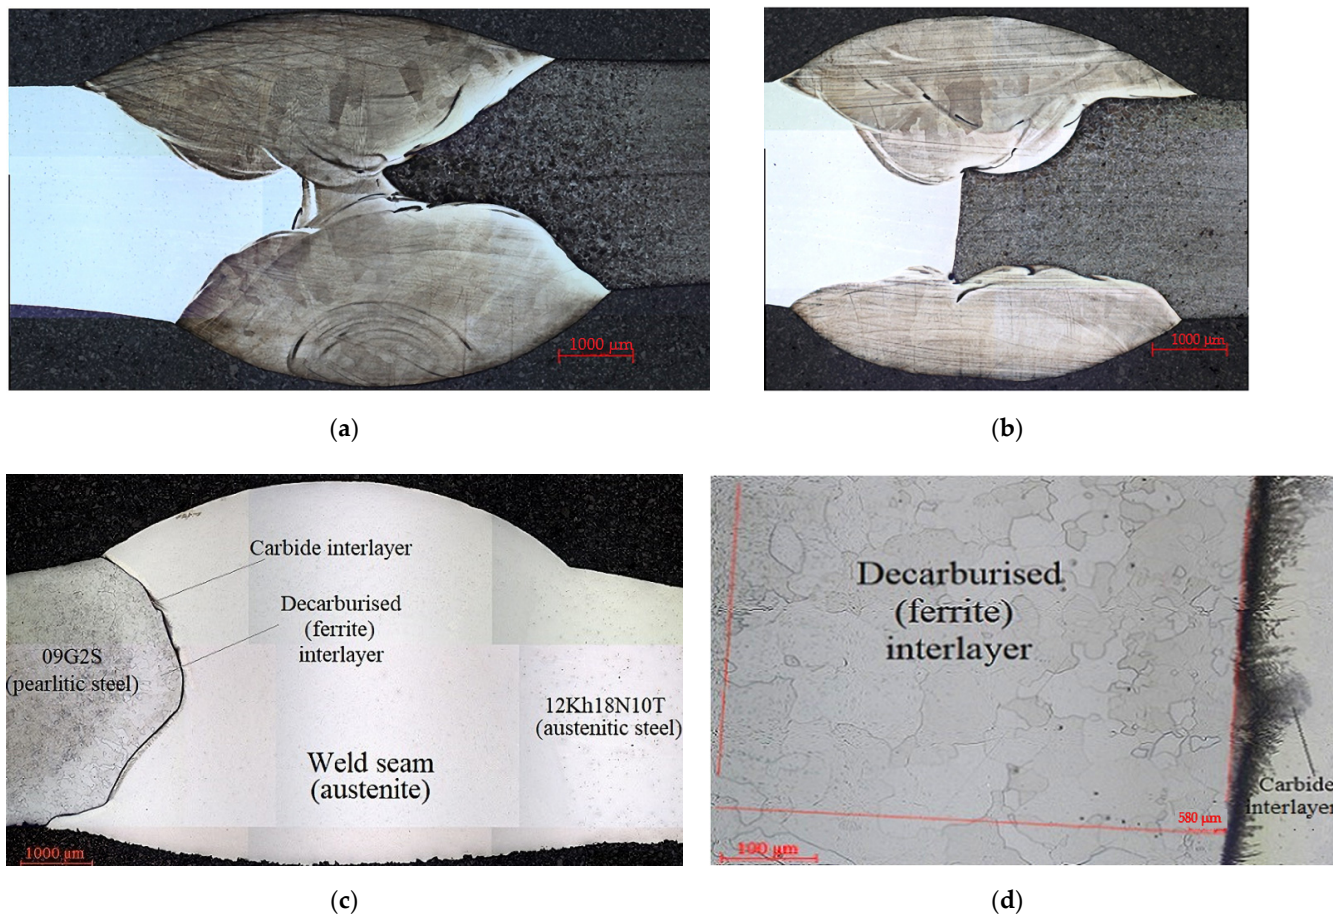 1000 µm
1000 µm
(a)
(b)
Carbide interlayer
Decarburised
(ferrite)
interlayer
09G2S
(pearlitic steel)
12Kh18N10T
(austenitic steel)
Weld seam
(austenite)
1000 µm
Decarburised
(ferrite)
interlayer
Carbide
interlayer
580 µm
100 µm
(c)
(d)